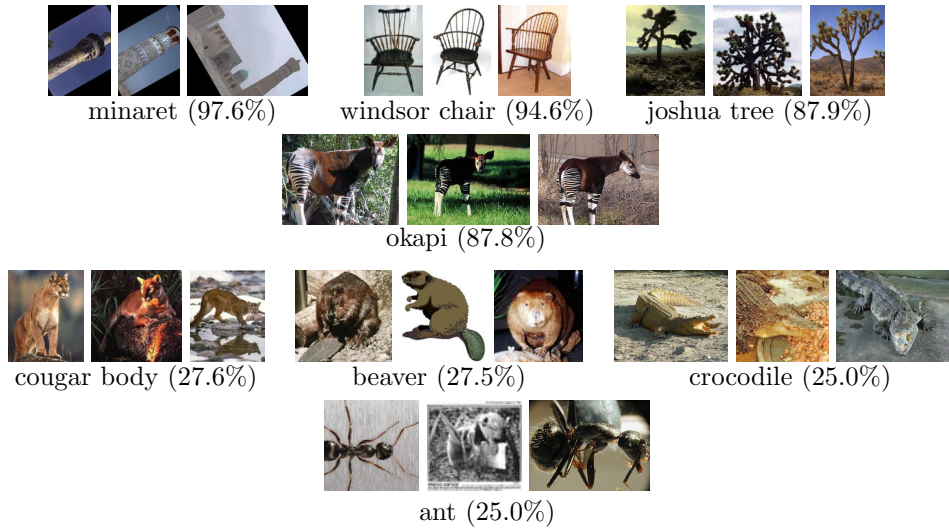 minaret (97.6%)
windsor chair (94.6%)
joshua tree (87.9%)
okapi (87.8%)
cougar body (27.6%)
beaver (27.5%)
crocodile (25.0%)
ant (25.0%)